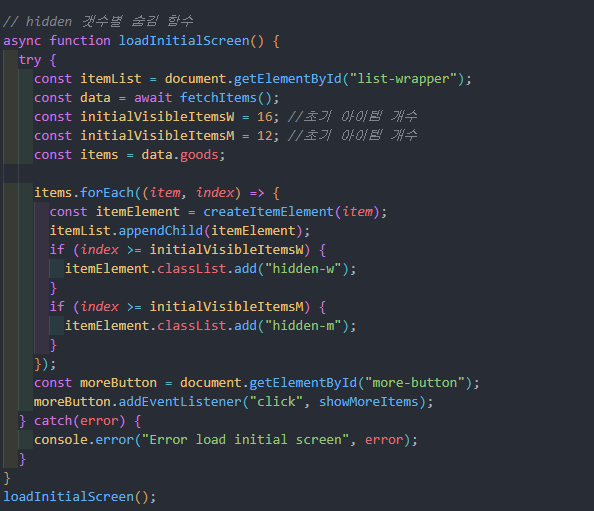 // hidden 갯수별 숨김 함수
async function loadInitialScreen() {
  try {
    const itemList = document.getElementById("list-wrapper");
    const data = await fetchItems();
    const initialVisibleItemsW = 16; //초기 아이템 개수
    const initialVisibleItemsM = 12; //초기 아이템 개수
    const items = data.goods;

    items.forEach((item, index) => {
      const itemElement = createItemElement(item);
      itemList.appendChild(itemElement);
      if (index >= initialVisibleItemsW) {
        itemElement.classList.add("hidden-w");
      }
      if (index >= initialVisibleItemsM) {
        itemElement.classList.add("hidden-m");
      }
    });
    const moreButton = document.getElementById("more-button");
    moreButton.addEventListener("click", showMoreItems);
  } catch(error) {
    console.error("Error load initial screen", error);
  }
}
loadInitialScreen();